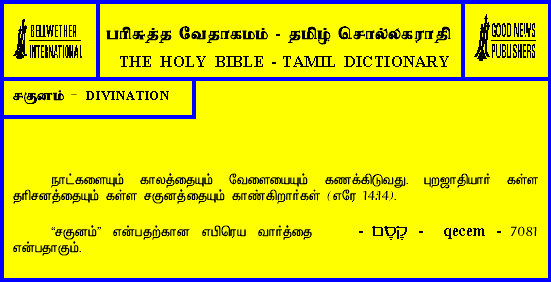 BELLWETHER
INTERNATIONAL
பரிசுத்த வேதாகமம் - தமிழ் சொல்லகராதி
THE HOLY BIBLE - TAMIL DICTIONARY
GOOD NEWS
PUBLISHERS
சகுனம் - DIVINATION
நாட்களையும் காலத்தையும் வேளையையும் கணக்கிடுவது. புறஜாதியார் கள்ள
தரிசனத்தையும் கள்ள சகுனத்தையும் காண்கிறார்கள் (எரே 14:14).
“சகுனம்” என்பதற்கான எபிரெய வார்த்தை - קֶסֶם - qecem - 7081
என்பதாகும்.